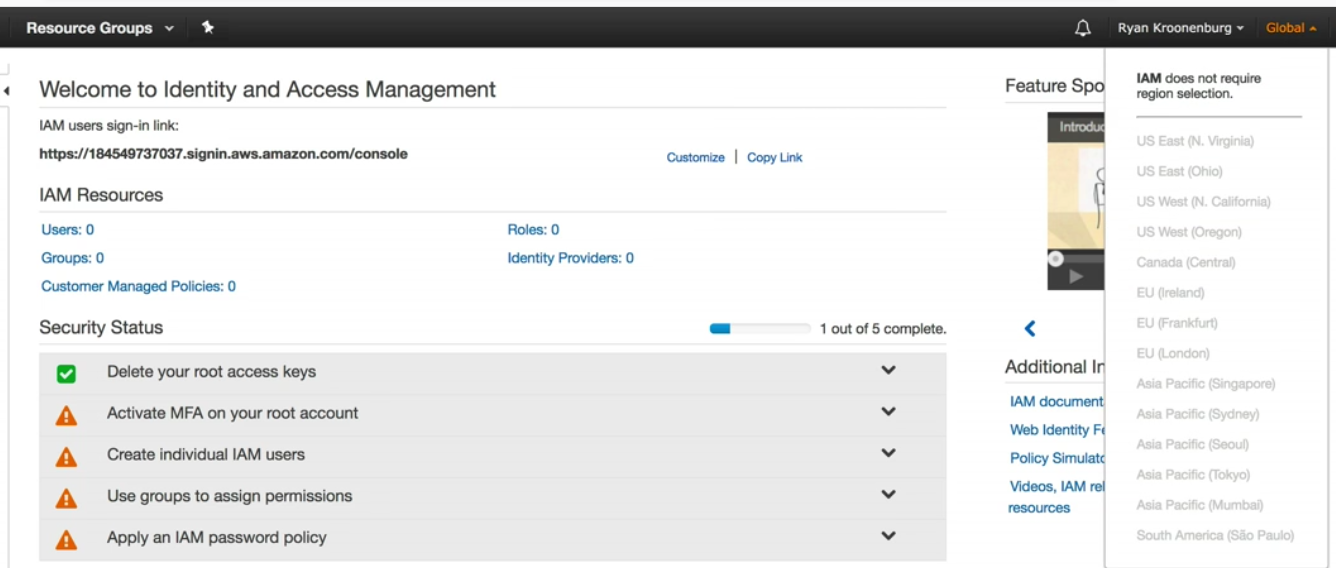 Resource Groups
Ryan Kroonenburg
Global
Welcome to Identity and Access Management
IAM users sign-in link:
https://184549737037.signin.aws.amazon.com/console
Customize | Copy Link
IAM Resources
Users: 0
Roles: 0
Groups: 0
Identity Providers: 0
Customer Managed Policies: 0
Security Status
1 out of 5 complete.
Delete your root access keys
Activate MFA on your root account
Create individual IAM users
Use groups to assign permissions
Apply an IAM password policy
Feature Spo
Introduc
Additional In
IAM document
Web Identity Fe
Policy Simulato
Videos, IAM rel
resources
IAM does not require
region selection.
US East (N. Virginia)
US East (Ohio)
US West (N. California)
US West (Oregon)
Canada (Central)
EU (Ireland)
EU (Frankfurt)
EU (London)
Asia Pacific (Singapore)
Asia Pacific (Sydney)
Asia Pacific (Seoul)
Asia Pacific (Tokyo)
Asia Pacific (Mumbai)
South America (São Paulo)